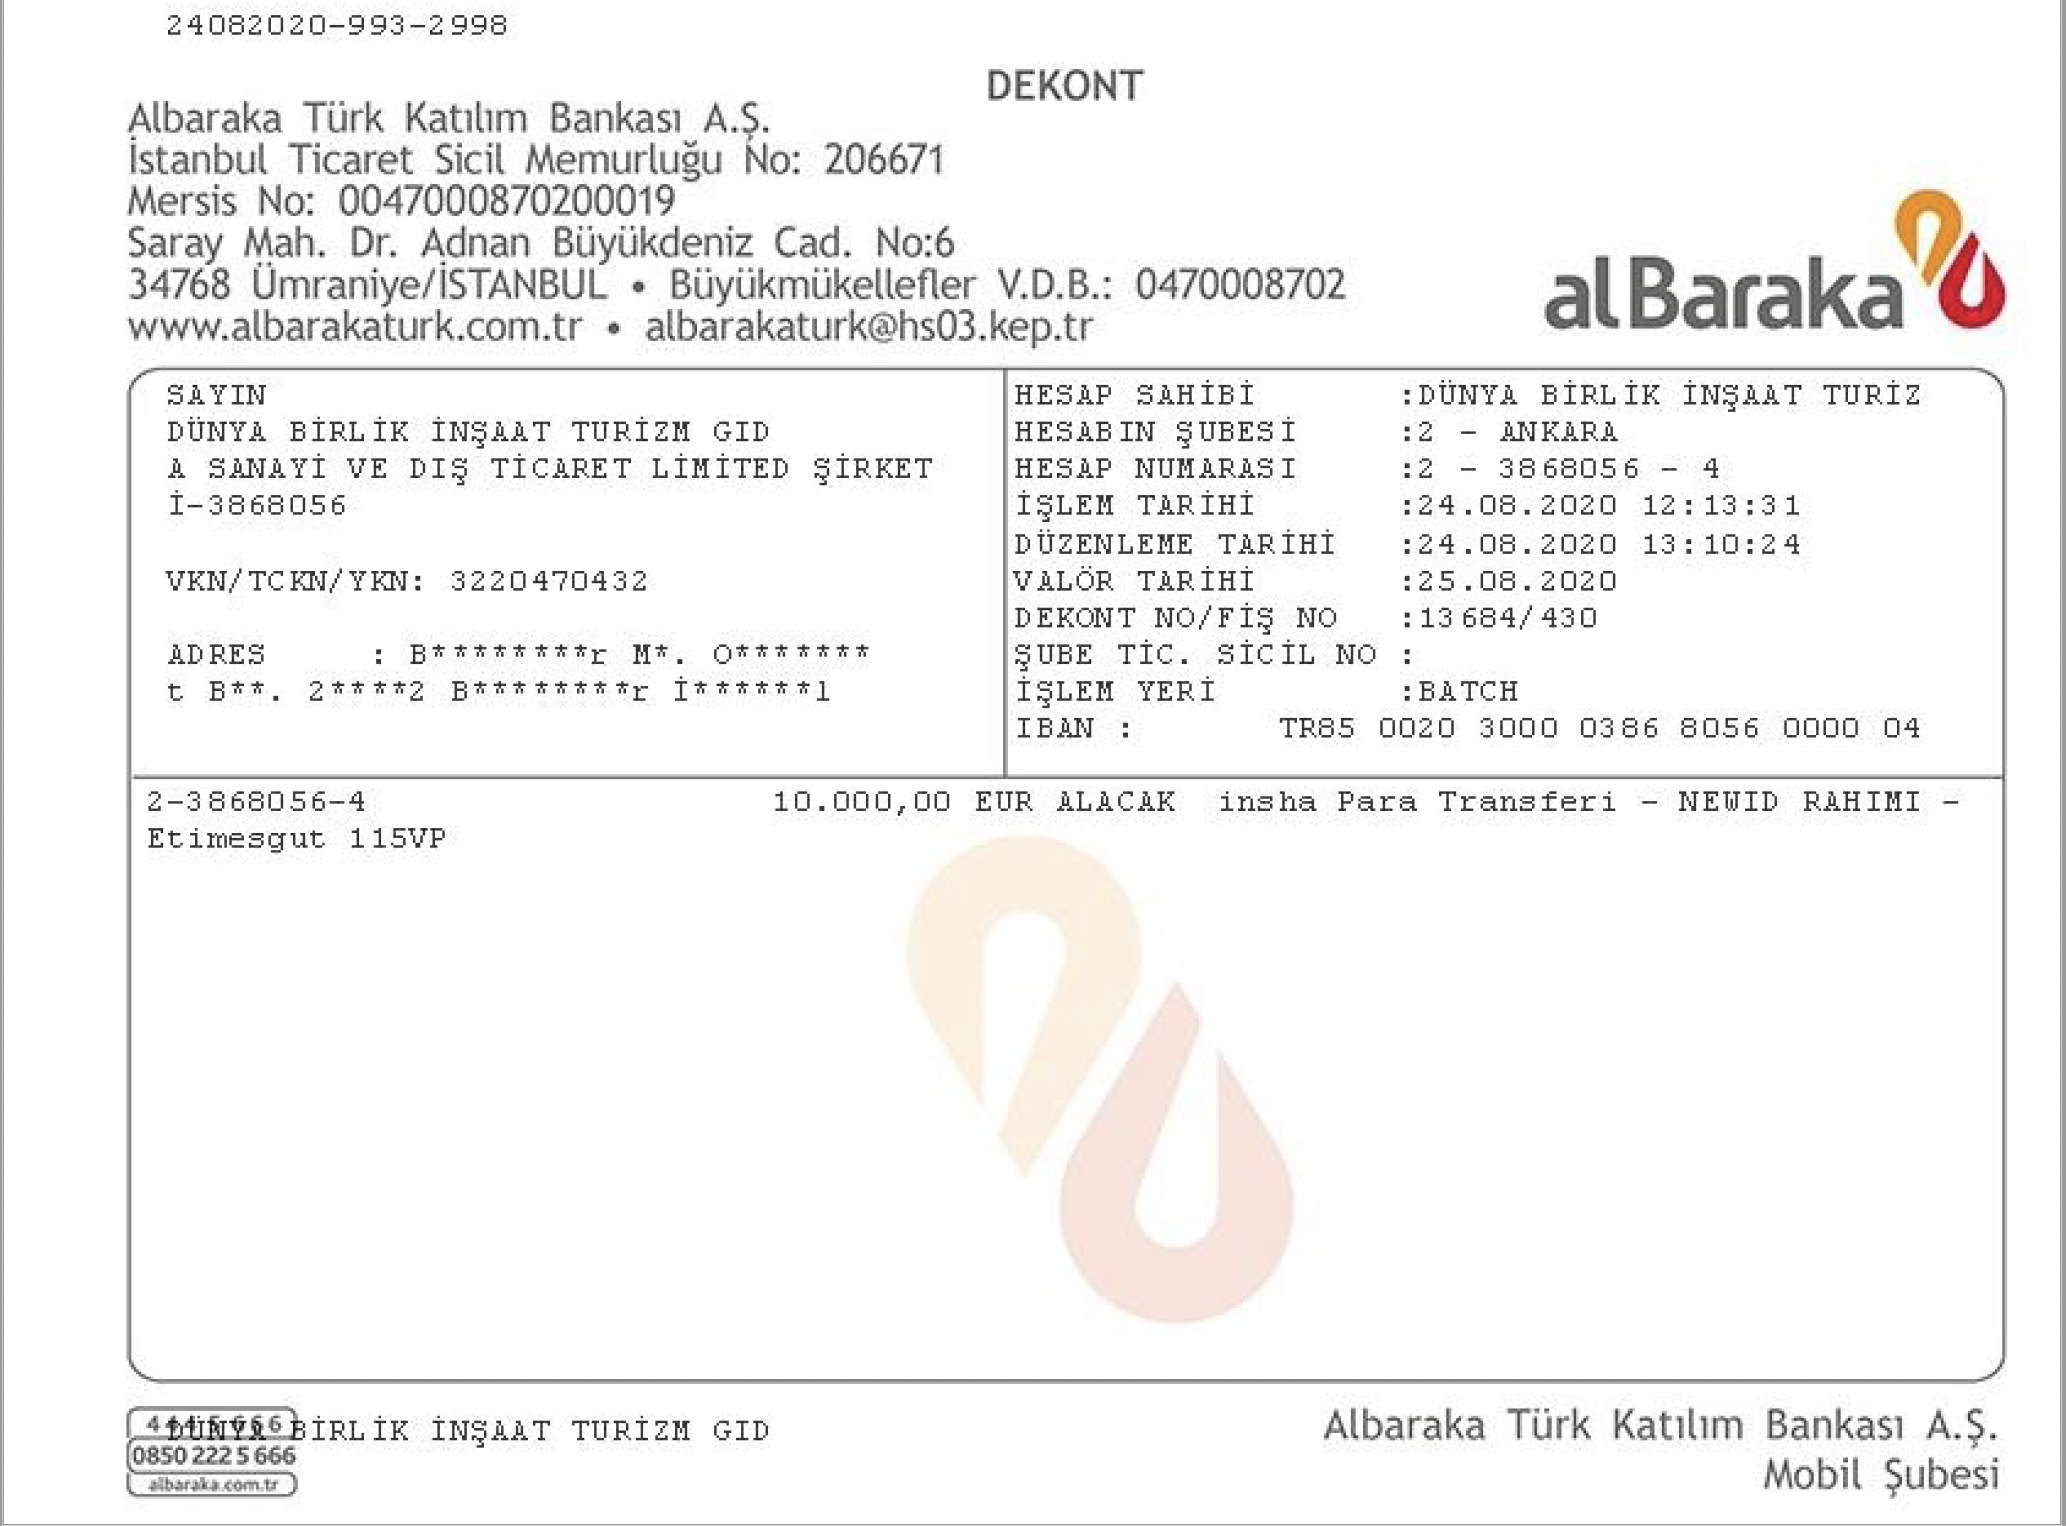 24082020-993-2998
DEKONT
Albaraka Türk Katılım Bankası A.Ş.
İstanbul Ticaret Sicil Memurluğu No: 206671
Mersis No: 0047000870200019
Saray Mah. Dr. Adnan Büyükdeniz Cad. No:6
34768 Ümraniye/İSTANBUL • Büyükmükellefler V.D.B.: 0470008702
www.albarakaturk.com.tr • albarakaturk@hs03.kep.tr
alBaraka
SAYIN
DÜNYA BİRLİK İNŞAAT TURİZM GID
A SANAYİ VE DIŞ TİCARET LİMİTED ŞİRKET
İ-3868056
VKN/TCKN/YKN: 3220470432
ADRES : B********r M*. O*******
t B**. 2****2 B********r İ******l
HESAP SAHİBİ :DÜNYA BİRLİK İNŞAAT TURİZ
HESABIN ŞUBESİ :2 - ANKARA
HESAP NUMARASI :2 - 3868056 - 4
İŞLEM TARİHİ :24.08.2020 12:13:31
DÜZENLEME TARİHİ :24.08.2020 13:10:24
VALÖR TARİHİ :25.08.2020
DEKONT NO/FİŞ NO :13684/430
ŞUBE TİC. SİCİL NO :
İŞLEM YERİ :BATCH
IBAN : TR85 0020 3000 0386 8056 0000 04
2-3868056-4 10.000,00 EUR ALACAK insha Para Transferi - NEWID RAHIMI -
Etimesgut 115VP
444 5 666
DÜNYA BİRLİK İNŞAAT TURİZM GID
0850 222 5 666
albaraka.com.tr
Albaraka Türk Katılım Bankası A.Ş.
Mobil Şubesi